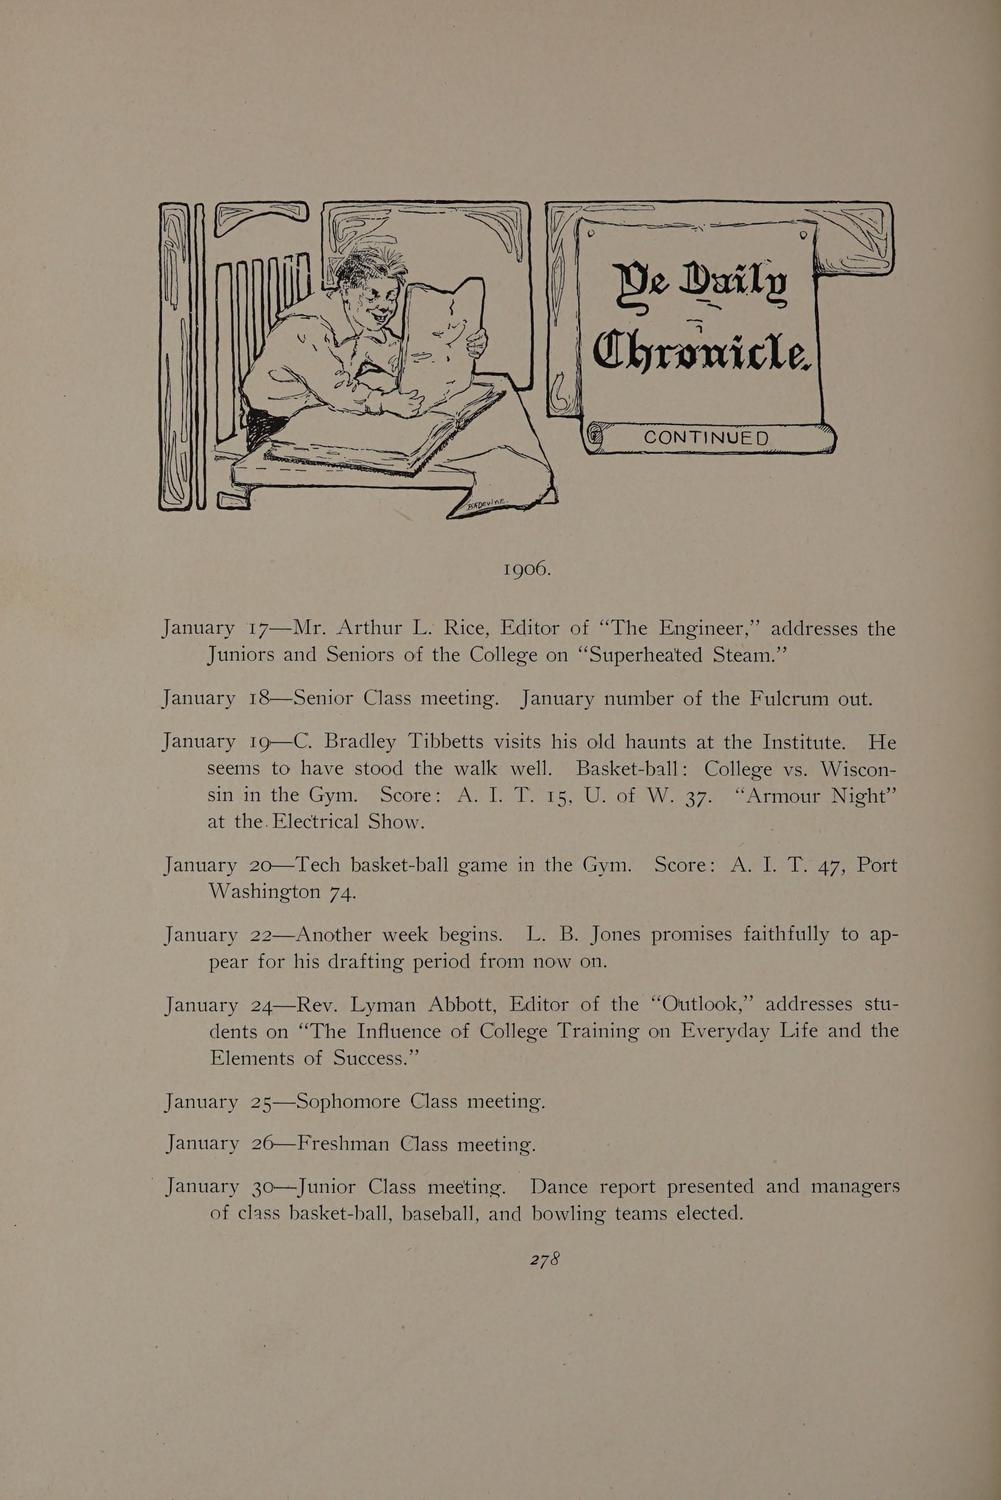 Ye Daily
Chronicle.
CONTINUED
1906.
January 17—Mr. Arthur L. Rice, Editor of “The Engineer,” addresses the
Juniors and Seniors of the College on “Superheated Steam.”
January 18—Senior Class meeting. January number of the Fulcrum out.
January 19—C. Bradley Tibbetts visits his old haunts at the Institute. He
seems to have stood the walk well. Basket-ball: College vs. Wiscon-
sin in the Gym. Score: A. I. T. 15, U. of W. 37. “Armour Night”
at the Electrical Show.
January 20—Tech basket-ball game in the Gym. Score: A. I. T. 47, Port
Washington 74.
January 22—Another week begins. L. B. Jones promises faithfully to ap-
pear for his drafting period from now on.
January 24—Rev. Lyman Abbott, Editor of the “Outlook,” addresses stu-
dents on “The Influence of College Training on Everyday Life and the
Elements of Success.”
January 25—Sophomore Class meeting.
January 26—Freshman Class meeting.
January 30—Junior Class meeting. Dance report presented and managers
of class basket-ball, baseball, and bowling teams elected.
278